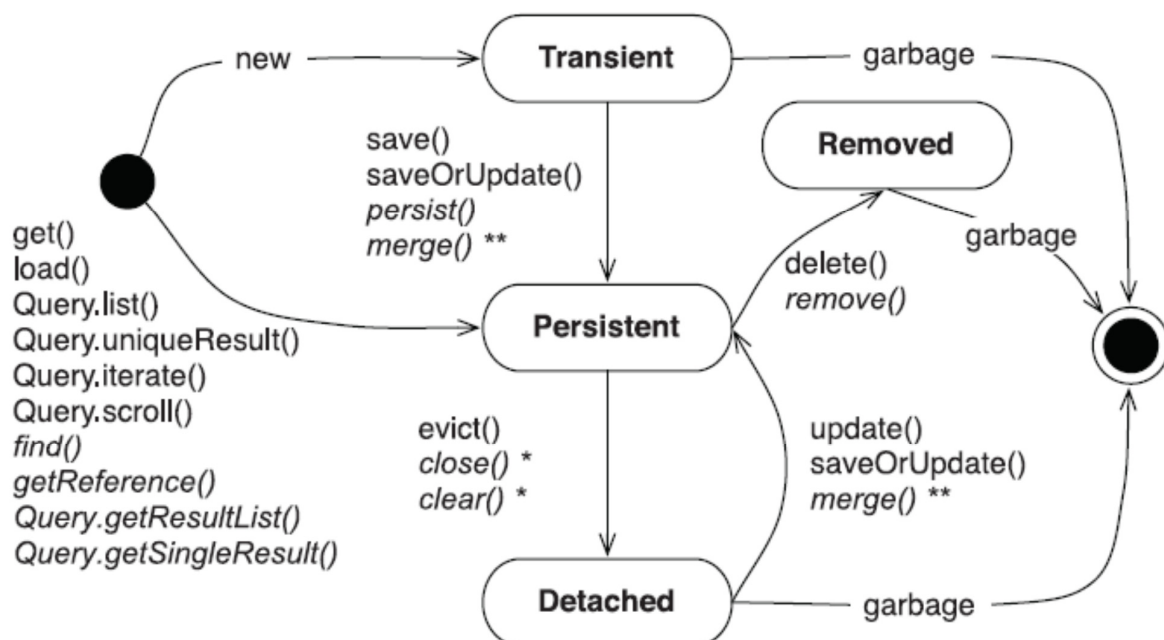 new
Transient
garbage
Removed
save()
saveOrUpdate()
persist()
merge() **
garbage
get()
load()
Query.list()
Query.uniqueResult()
Query.iterate()
Query.scroll()
find()
getReference()
Query.getResultList()
Query.getSingleResult()
delete()
remove()
Persistent
evict()
close() *
clear() *
update()
saveOrUpdate()
merge() **
Detached
garbage